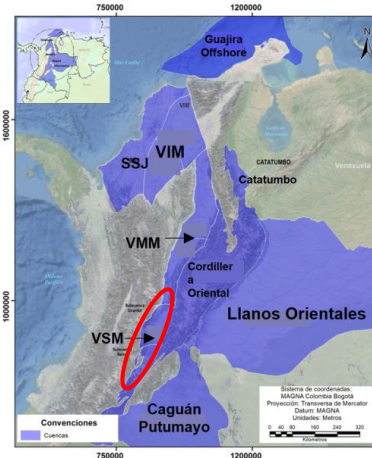 750000
1200000
Guajira
Offshore
N
1600000
VIM
SSJ
VIM
CATATUMBO
Venezuela
Catatumbo
VMM
Cordiller
a
Oriental
1000000
Llanos Orientales
VSM
Sistema de coordenadas:
MAGNA Colombia Bogotá
Proyección: Transversa de Mercator
Datum: MAGNA
Unidades: Metros
0 40 80 160 240 320
Kilómetros
Caguán
Putumayo
Convenciones
Cuencas
750000
1200000